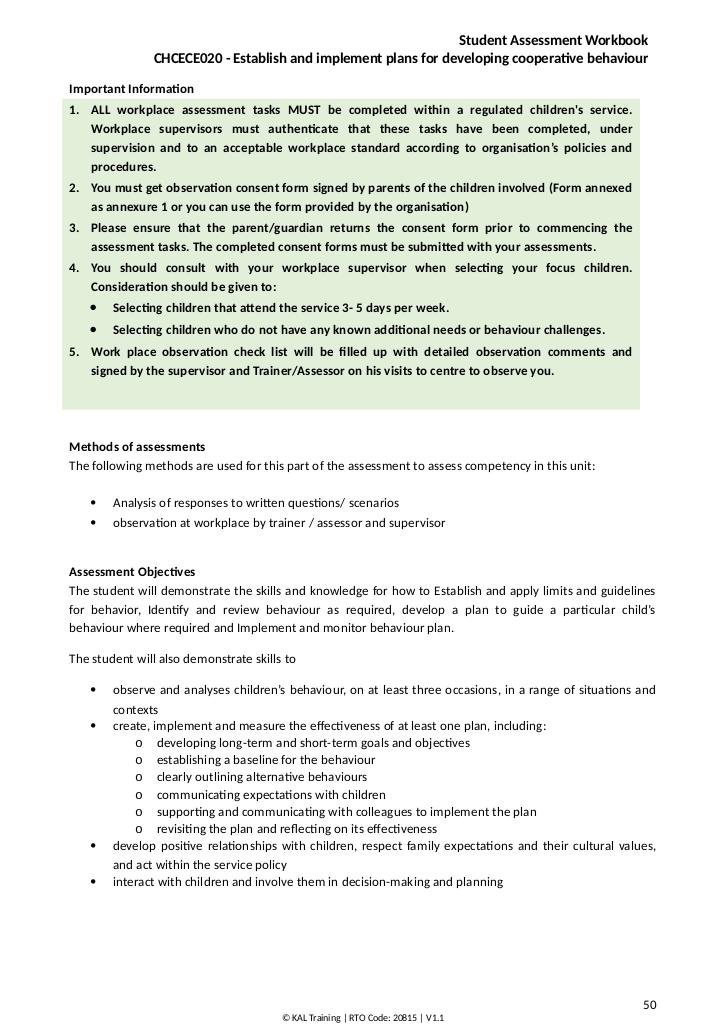 Student Assessment Workbook
CHCECE020 - Establish and implement plans for developing cooperative behaviour
Important Information
1. ALL workplace assessment tasks MUST be completed within a regulated children's service.
Workplace supervisors must authenticate that these tasks have been completed, under
supervision and to an acceptable workplace standard according to organisation’s policies and
procedures.
2. You must get observation consent form signed by parents of the children involved (Form annexed
as annexure 1 or you can use the form provided by the organisation)
3. Please ensure that the parent/guardian returns the consent form prior to commencing the
assessment tasks. The completed consent forms must be submitted with your assessments.
4. You should consult with your workplace supervisor when selecting your focus children.
Consideration should be given to:
• Selecting children that attend the service 3- 5 days per week.
• Selecting children who do not have any known additional needs or behaviour challenges.
5. Work place observation check list will be filled up with detailed observation comments and
signed by the supervisor and Trainer/Assessor on his visits to centre to observe you.
Methods of assessments
The following methods are used for this part of the assessment to assess competency in this unit:
• Analysis of responses to written questions/ scenarios
• observation at workplace by trainer / assessor and supervisor
Assessment Objectives
The student will demonstrate the skills and knowledge for how to Establish and apply limits and guidelines
for behavior, Identify and review behaviour as required, develop a plan to guide a particular child’s
behaviour where required and Implement and monitor behaviour plan.
The student will also demonstrate skills to
• observe and analyses children’s behaviour, on at least three occasions, in a range of situations and
contexts
• create, implement and measure the effectiveness of at least one plan, including:
o developing long-term and short-term goals and objectives
o establishing a baseline for the behaviour
o clearly outlining alternative behaviours
o communicating expectations with children
o supporting and communicating with colleagues to implement the plan
o revisiting the plan and reflecting on its effectiveness
• develop positive relationships with children, respect family expectations and their cultural values,
and act within the service policy
• interact with children and involve them in decision-making and planning
50
© KAL Training | RTO Code: 20815 | V1.1